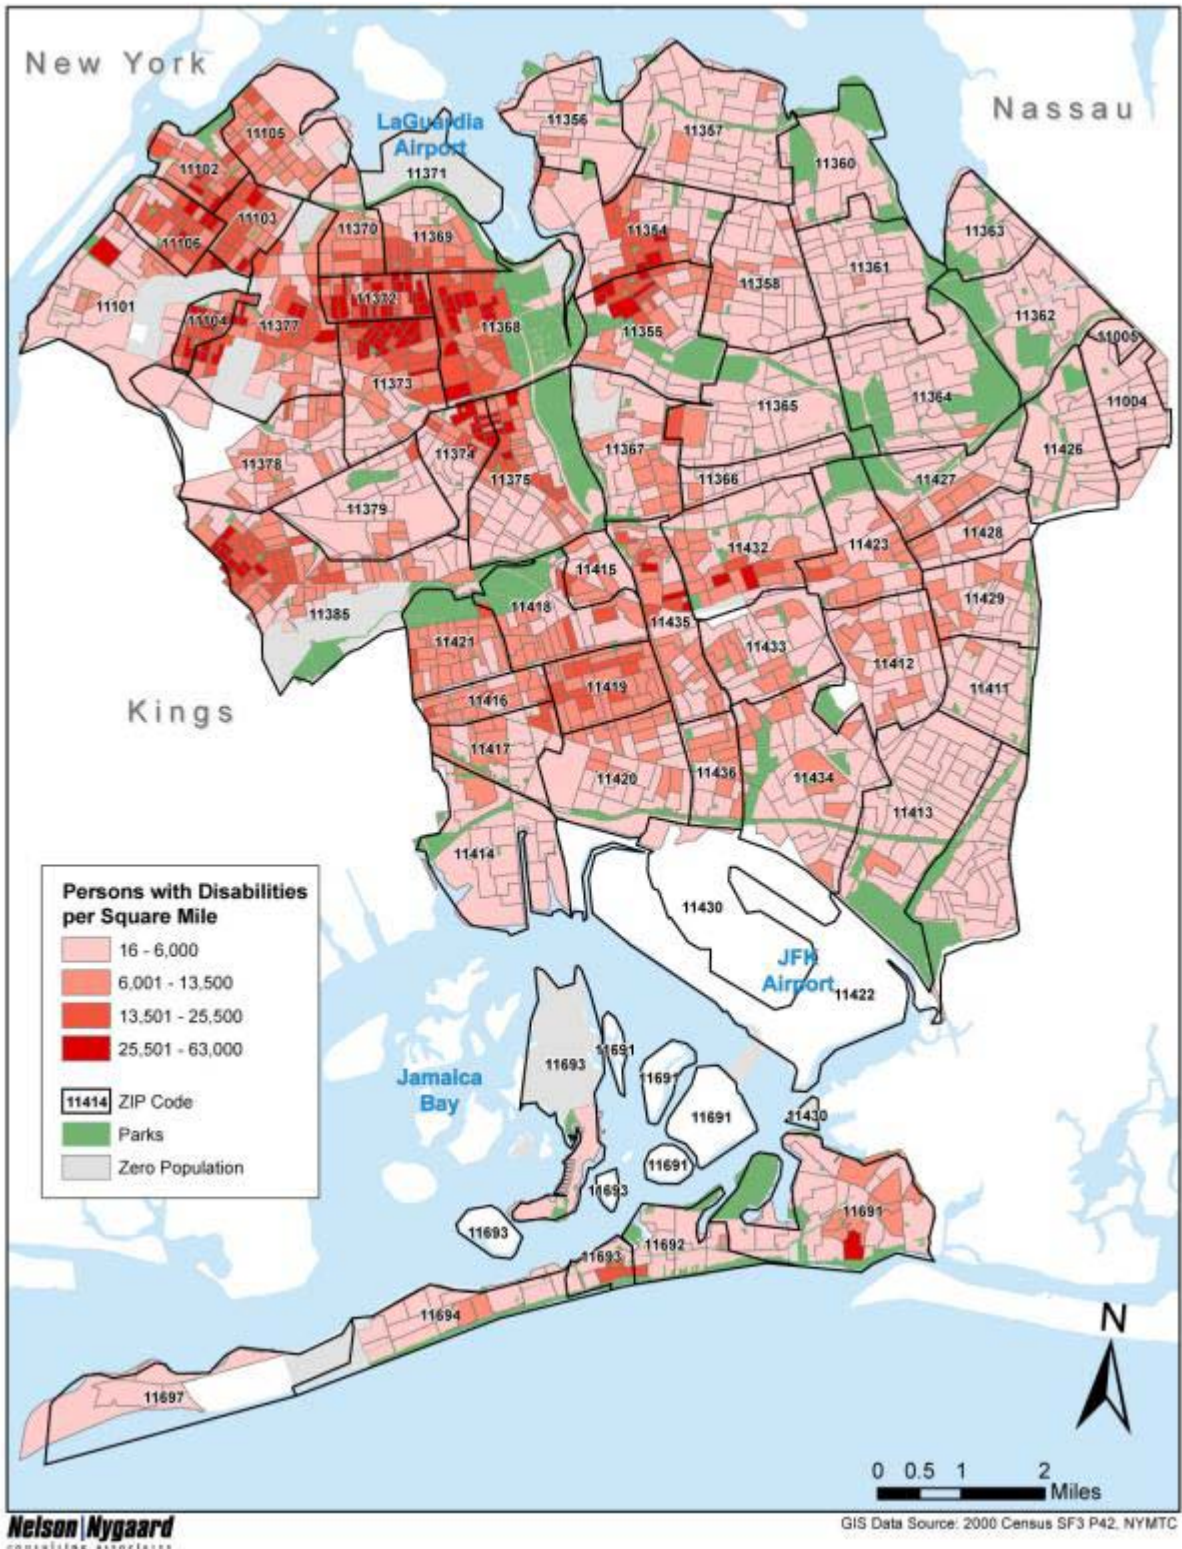 New York
Nassau
LaGuardia
Airport
11105
11102
11371
11356
11357
11360
11103
11370
11369
11354
11363
11106
11361
11101
11104
11377
11372
11368
11355
11358
11362
11005
11373
11365
11364
11004
11378
11374
11375
11367
11366
11427
11426
11379
11432
11423
11428
11385
11415
11418
11435
11429
11421
11433
11412
11416
11419
11411
Kings
11417
11420
11436
11434
11413
11414
11430
JFK
Airport
11422
Persons with Disabilities
per Square Mile
16 - 6,000
6,001 - 13,500
13,501 - 25,500
25,501 - 63,000
11414 ZIP Code
Parks
Zero Population
Jamaica
Bay
11693
11691
11691
11691
11430
11691
11693
11693
11691
11692
11693
11694
11697
N
0 0.5 1 2
Miles
Nelson|Nygaard
consulting associates
GIS Data Source: 2000 Census SF3 P42, NYMTC